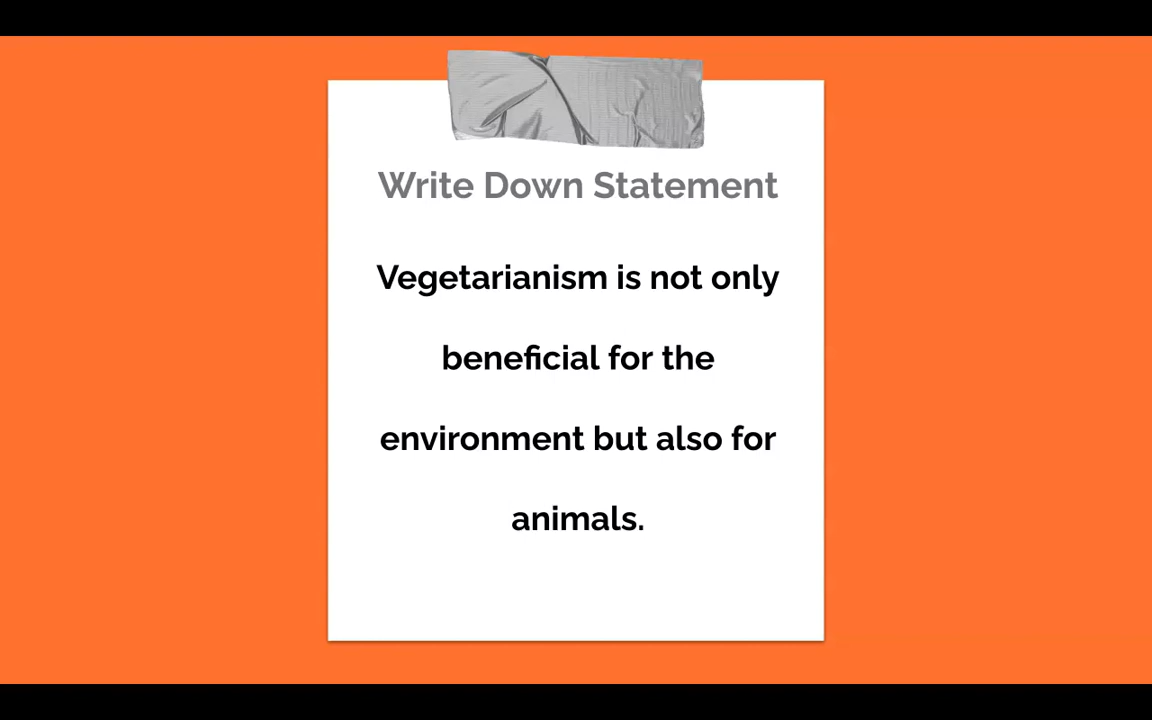 Write Down Statement
Vegetarianism is not only
beneficial for the
environment but also for
animals.